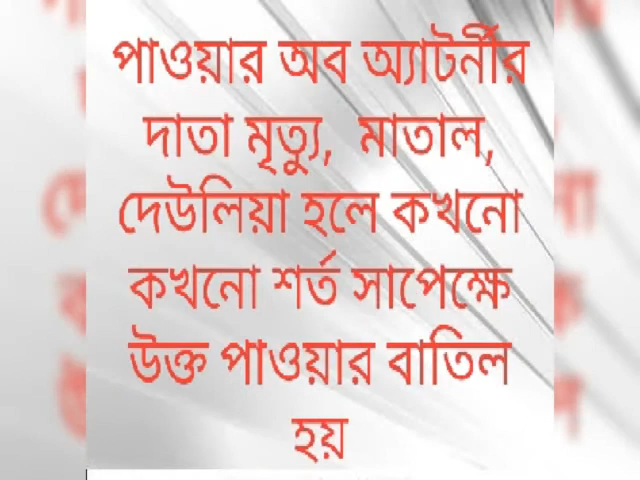 পাওয়ার অব অ্যাটর্নীর
দাতা মৃত্যু, মাতাল,
দেউলিয়া হলে কখনো
কখনো শর্ত সাপেক্ষে
উক্ত পাওয়ার বাতিল
হয়